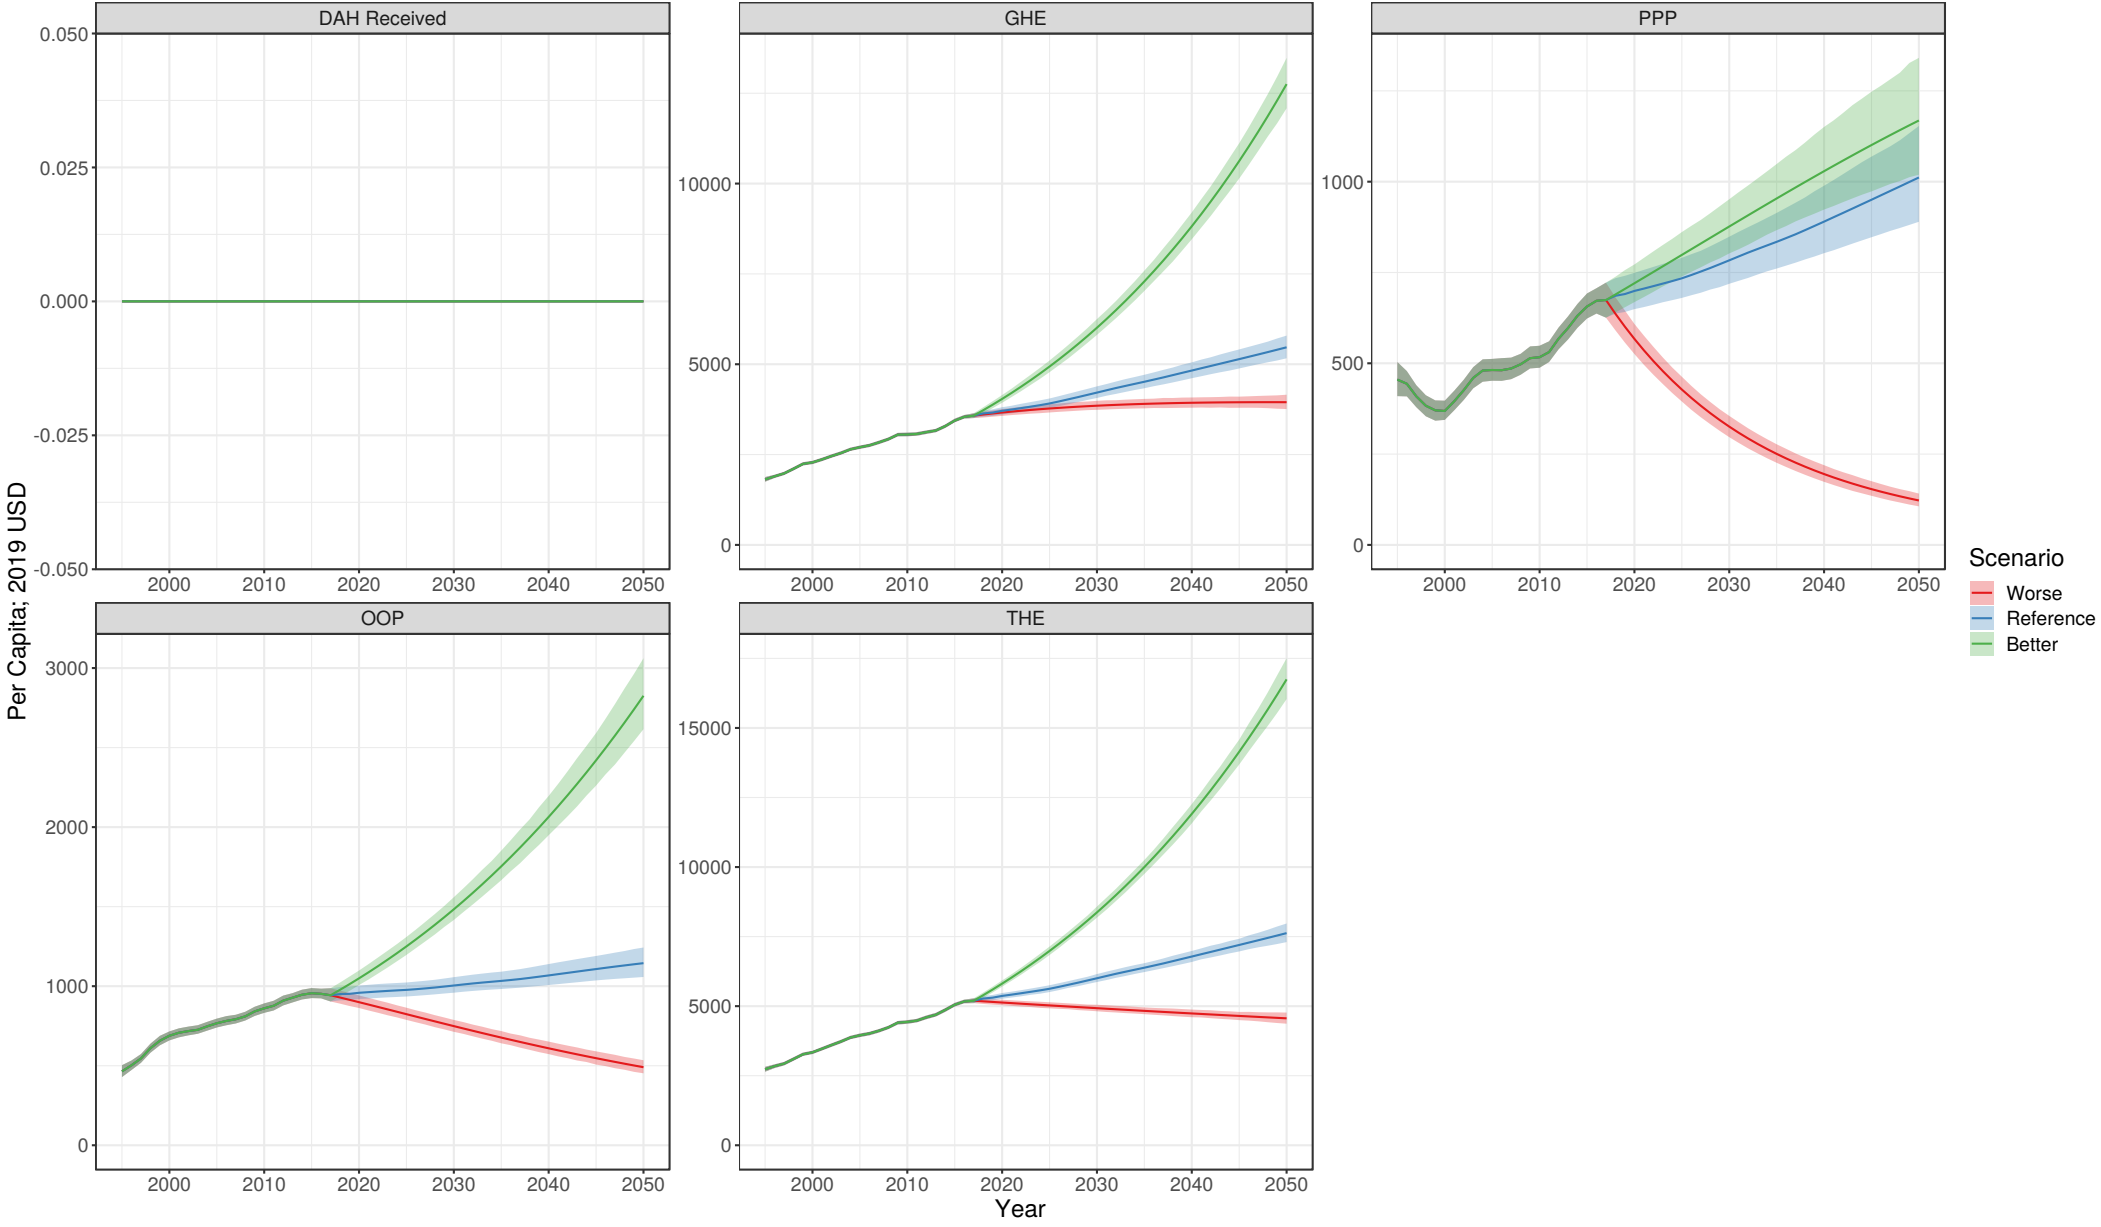 DAH Received
GHE
PPP
0.050
0.025
0.000
-0.025
-0.050
10000
5000
0
1000
500
0
2000 2010 2020 2030 2040 2050
2000 2010 2020 2030 2040 2050
2000 2010 2020 2030 2040 2050
Per Capita; 2019 USD
OOP
THE
3000
2000
1000
0
15000
10000
5000
0
2000 2010 2020 2030 2040 2050
2000 2010 2020 2030 2040 2050
Year
Scenario
Worse
Reference
Better